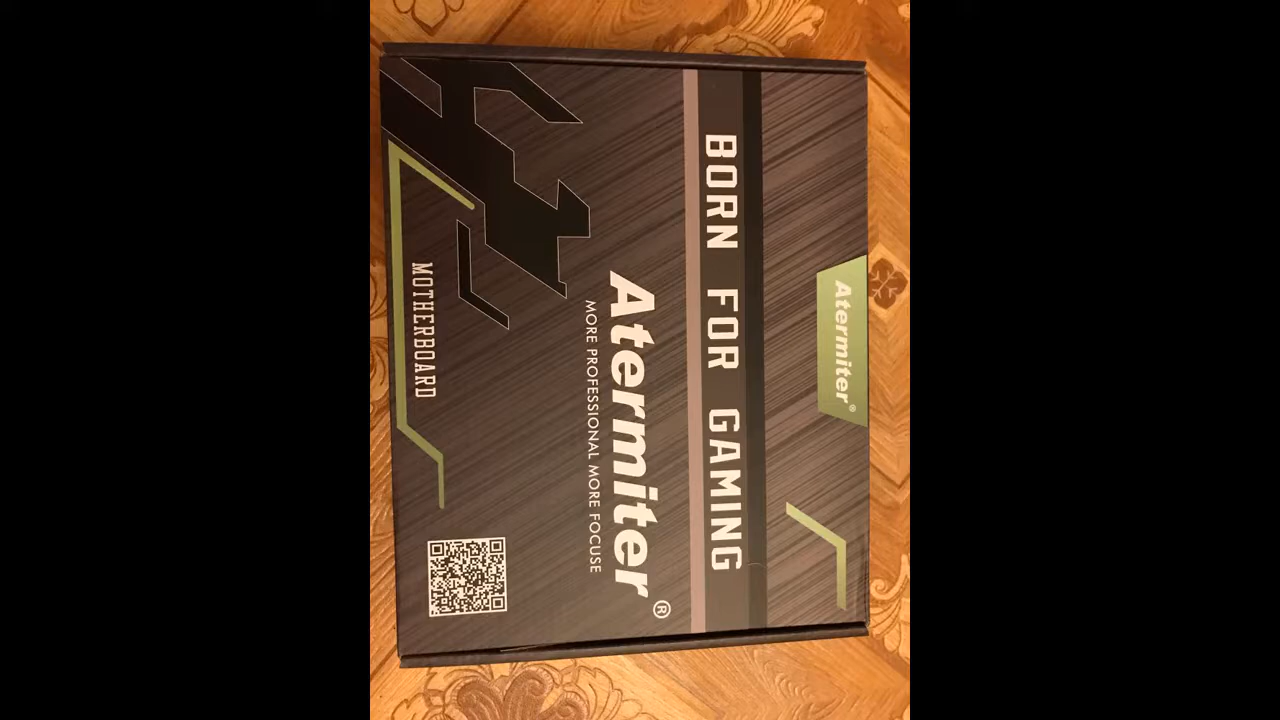 Atermiter®
BORN FOR GAMING
Atermiter®
MORE PROFESSIONAL MORE FOCUSE
MOTHERBOARD